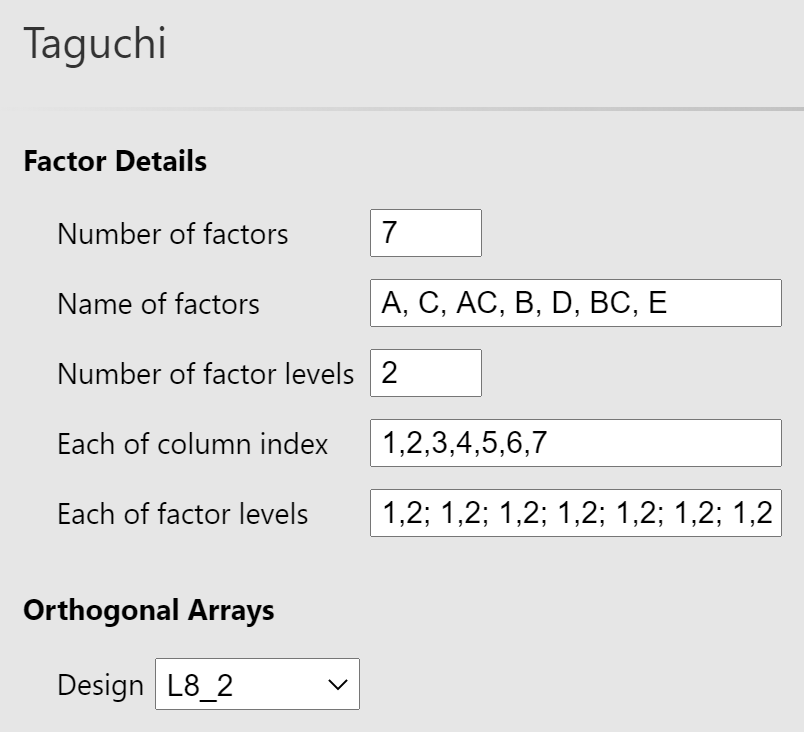 Taguchi
Factor Details
Number of factors 7
Name of factors A, C, AC, B, D, BC, E
Number of factor levels 2
Each of column index 1,2,3,4,5,6,7
Each of factor levels 1,2; 1,2; 1,2; 1,2; 1,2; 1,2; 1,2
Orthogonal Arrays
Design L8_2